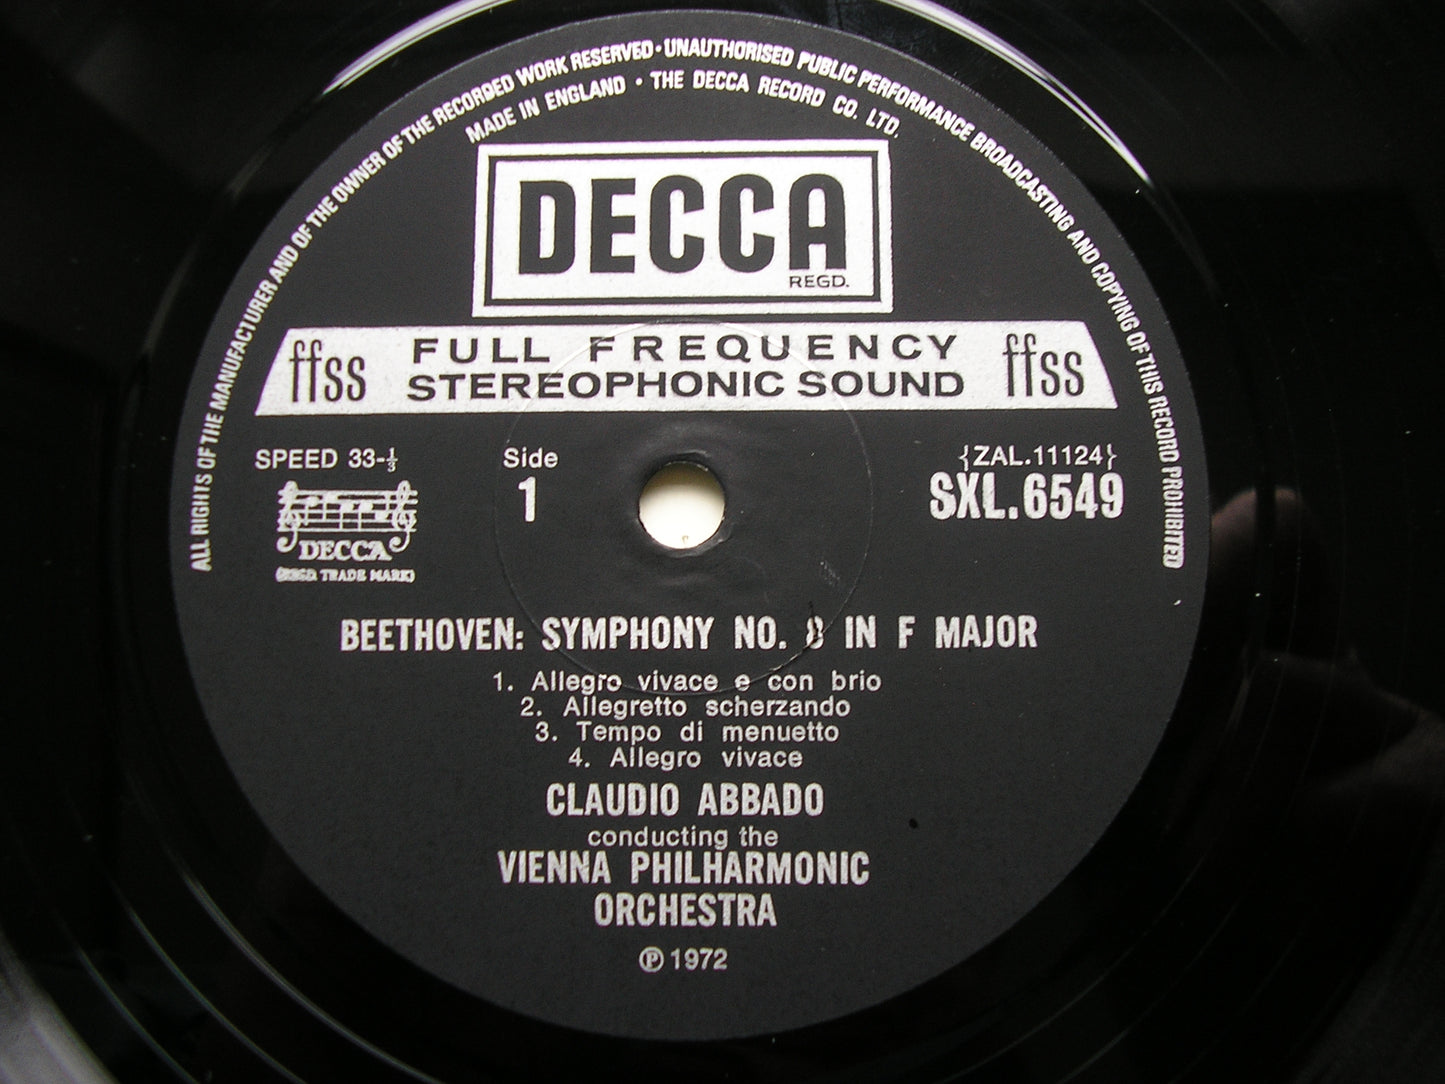 ALL RIGHTS OF THE MANUFACTURER AND OF THE OWNER OF THE RECORDED WORK RESERVED · UNAUTHORISED PUBLIC PERFORMANCE BROADCASTING AND COPYING OF THIS RECORD PROHIBITED
MADE IN ENGLAND · THE DECCA RECORD CO. LTD.
DECCA
REGD.
ffss FULL FREQUENCY STEREOPHONIC SOUND ffss
SPEED 33-⅓
Side
1
{ZAL.11124}
SXL.6549
DECCA
(REGD. TRADE MARK)
BEETHOVEN: SYMPHONY NO. 8 IN F MAJOR
1. Allegro vivace e con brio
2. Allegretto scherzando
3. Tempo di menuetto
4. Allegro vivace
CLAUDIO ABBADO
conducting the
VIENNA PHILHARMONIC
ORCHESTRA
℗ 1972